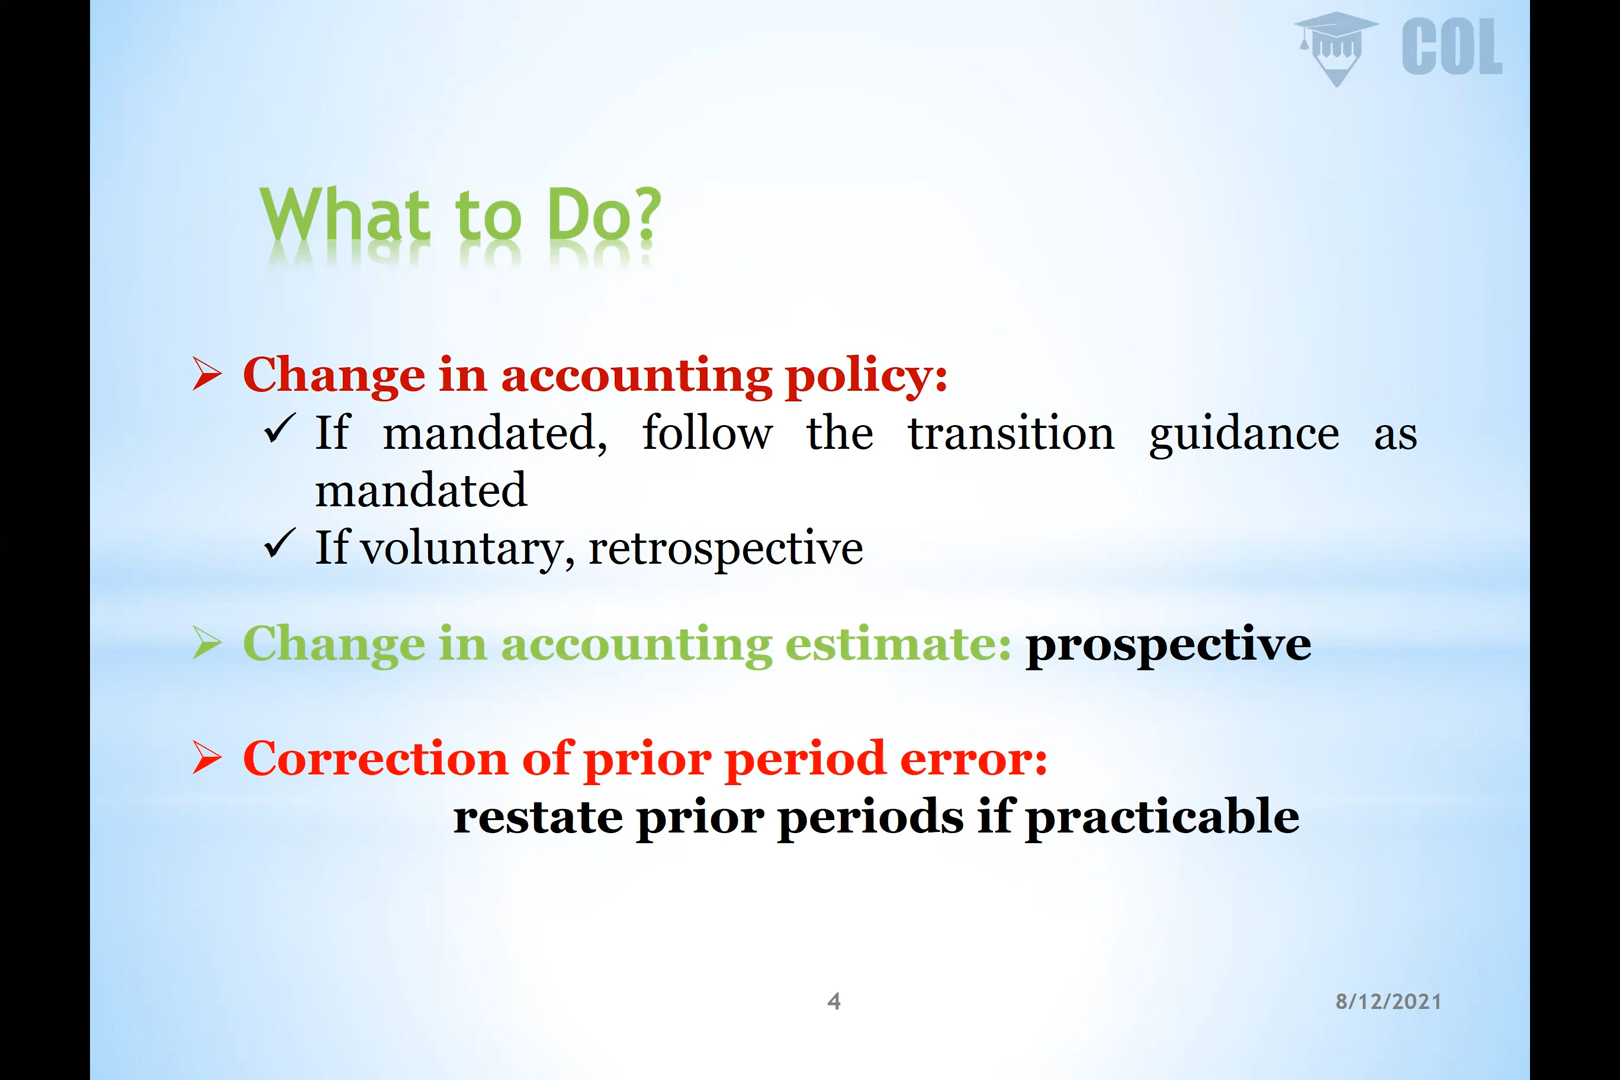 COL
What to Do?
➢ Change in accounting policy:
✓ If mandated, follow the transition guidance as
mandated
✓ If voluntary, retrospective
➢ Change in accounting estimate: prospective
➢ Correction of prior period error:
restate prior periods if practicable
4 8/12/2021